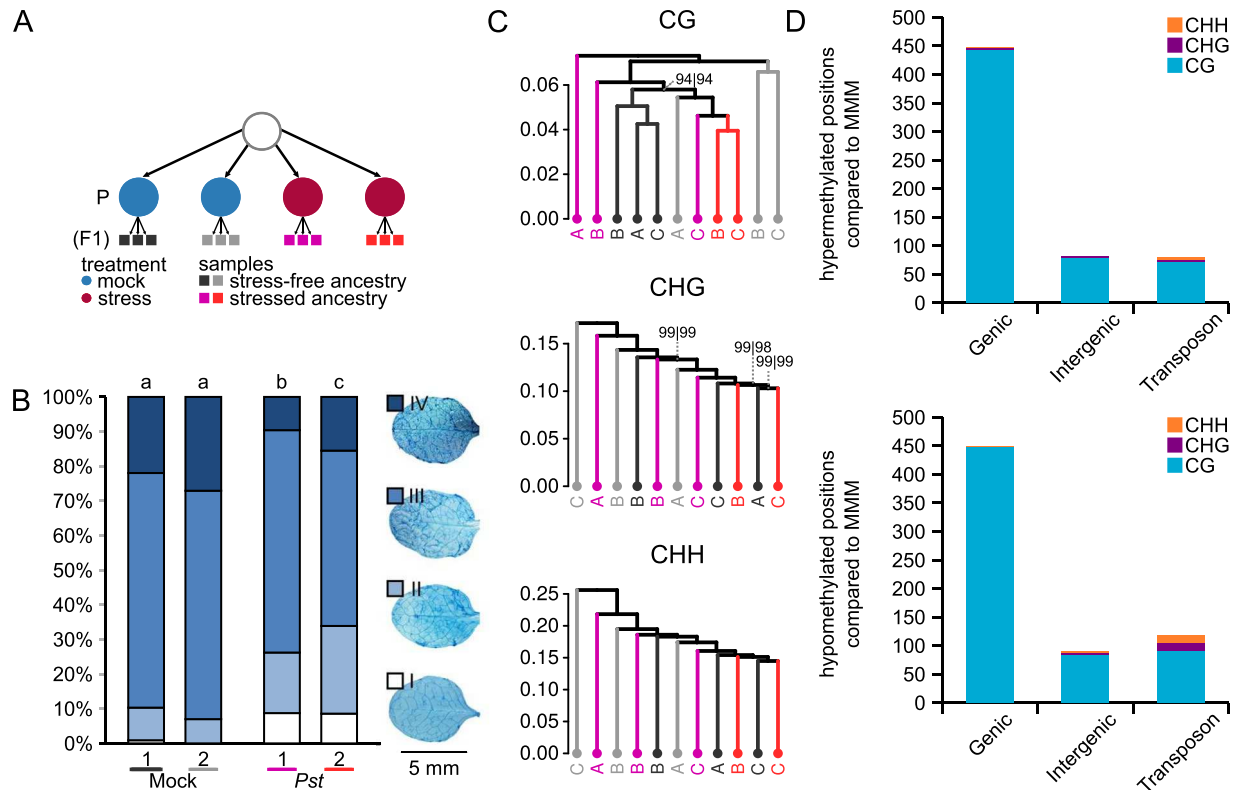 A
P
(F1)
treatment
mock
stress
samples
stress-free ancestry
stressed ancestry
B
100%
90%
80%
70%
60%
50%
40%
30%
20%
10%
0%
a a b c
1 2 1 2
Mock Pst
IV
III
II
I
5 mm
C
CG
0.06
0.04
0.02
0.00
94|94
A B B A C A C B C B C
CHG
0.15
0.10
0.05
0.00
99|99
99|98
99|99
C A B B B A C C B A C
CHH
0.25
0.20
0.15
0.10
0.05
0.00
C A B B B A C A B C C
D
hypermethylated positions
compared to MMM
500
450
400
350
300
250
200
150
100
50
0
CHH
CHG
CG
Genic
Intergenic
Transposon
hypomethylated positions
compared to MMM
500
450
400
350
300
250
200
150
100
50
0
CHH
CHG
CG
Genic
Intergenic
Transposon